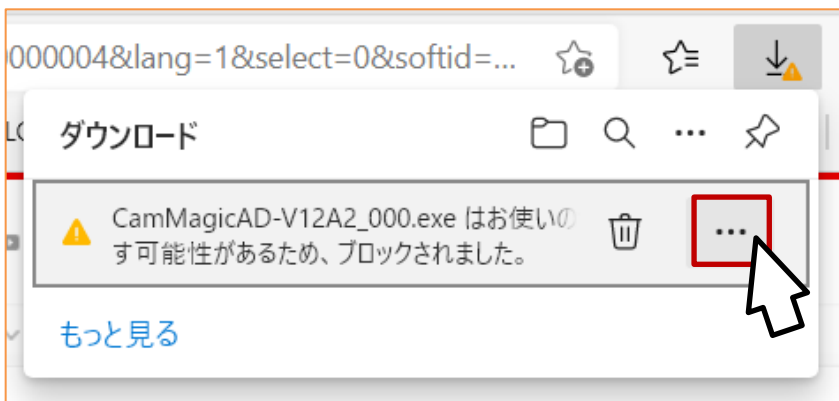 000004&lang=1&select=0&softid=...
ダウンロード
CamMagicAD-V12A2_000.exe はお使いの
す可能性があるため、ブロックされました。
もっと見る